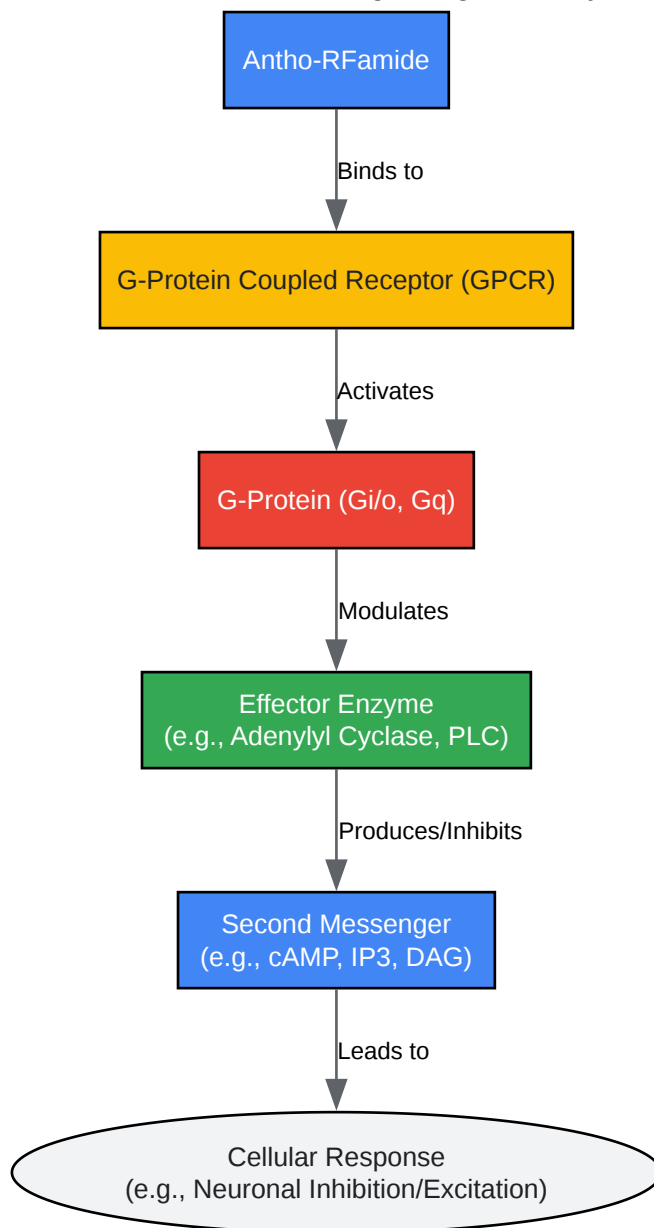 Antho-RFamide
Binds to
G-Protein Coupled Receptor (GPCR)
Activates
G-Protein (Gi/o, Gq)
Modulates
Effector Enzyme
(e.g., Adenylyl Cyclase, PLC)
Produces/Inhibits
Second Messenger
(e.g., cAMP, IP3, DAG)
Leads to
Cellular Response
(e.g., Neuronal Inhibition/Excitation)